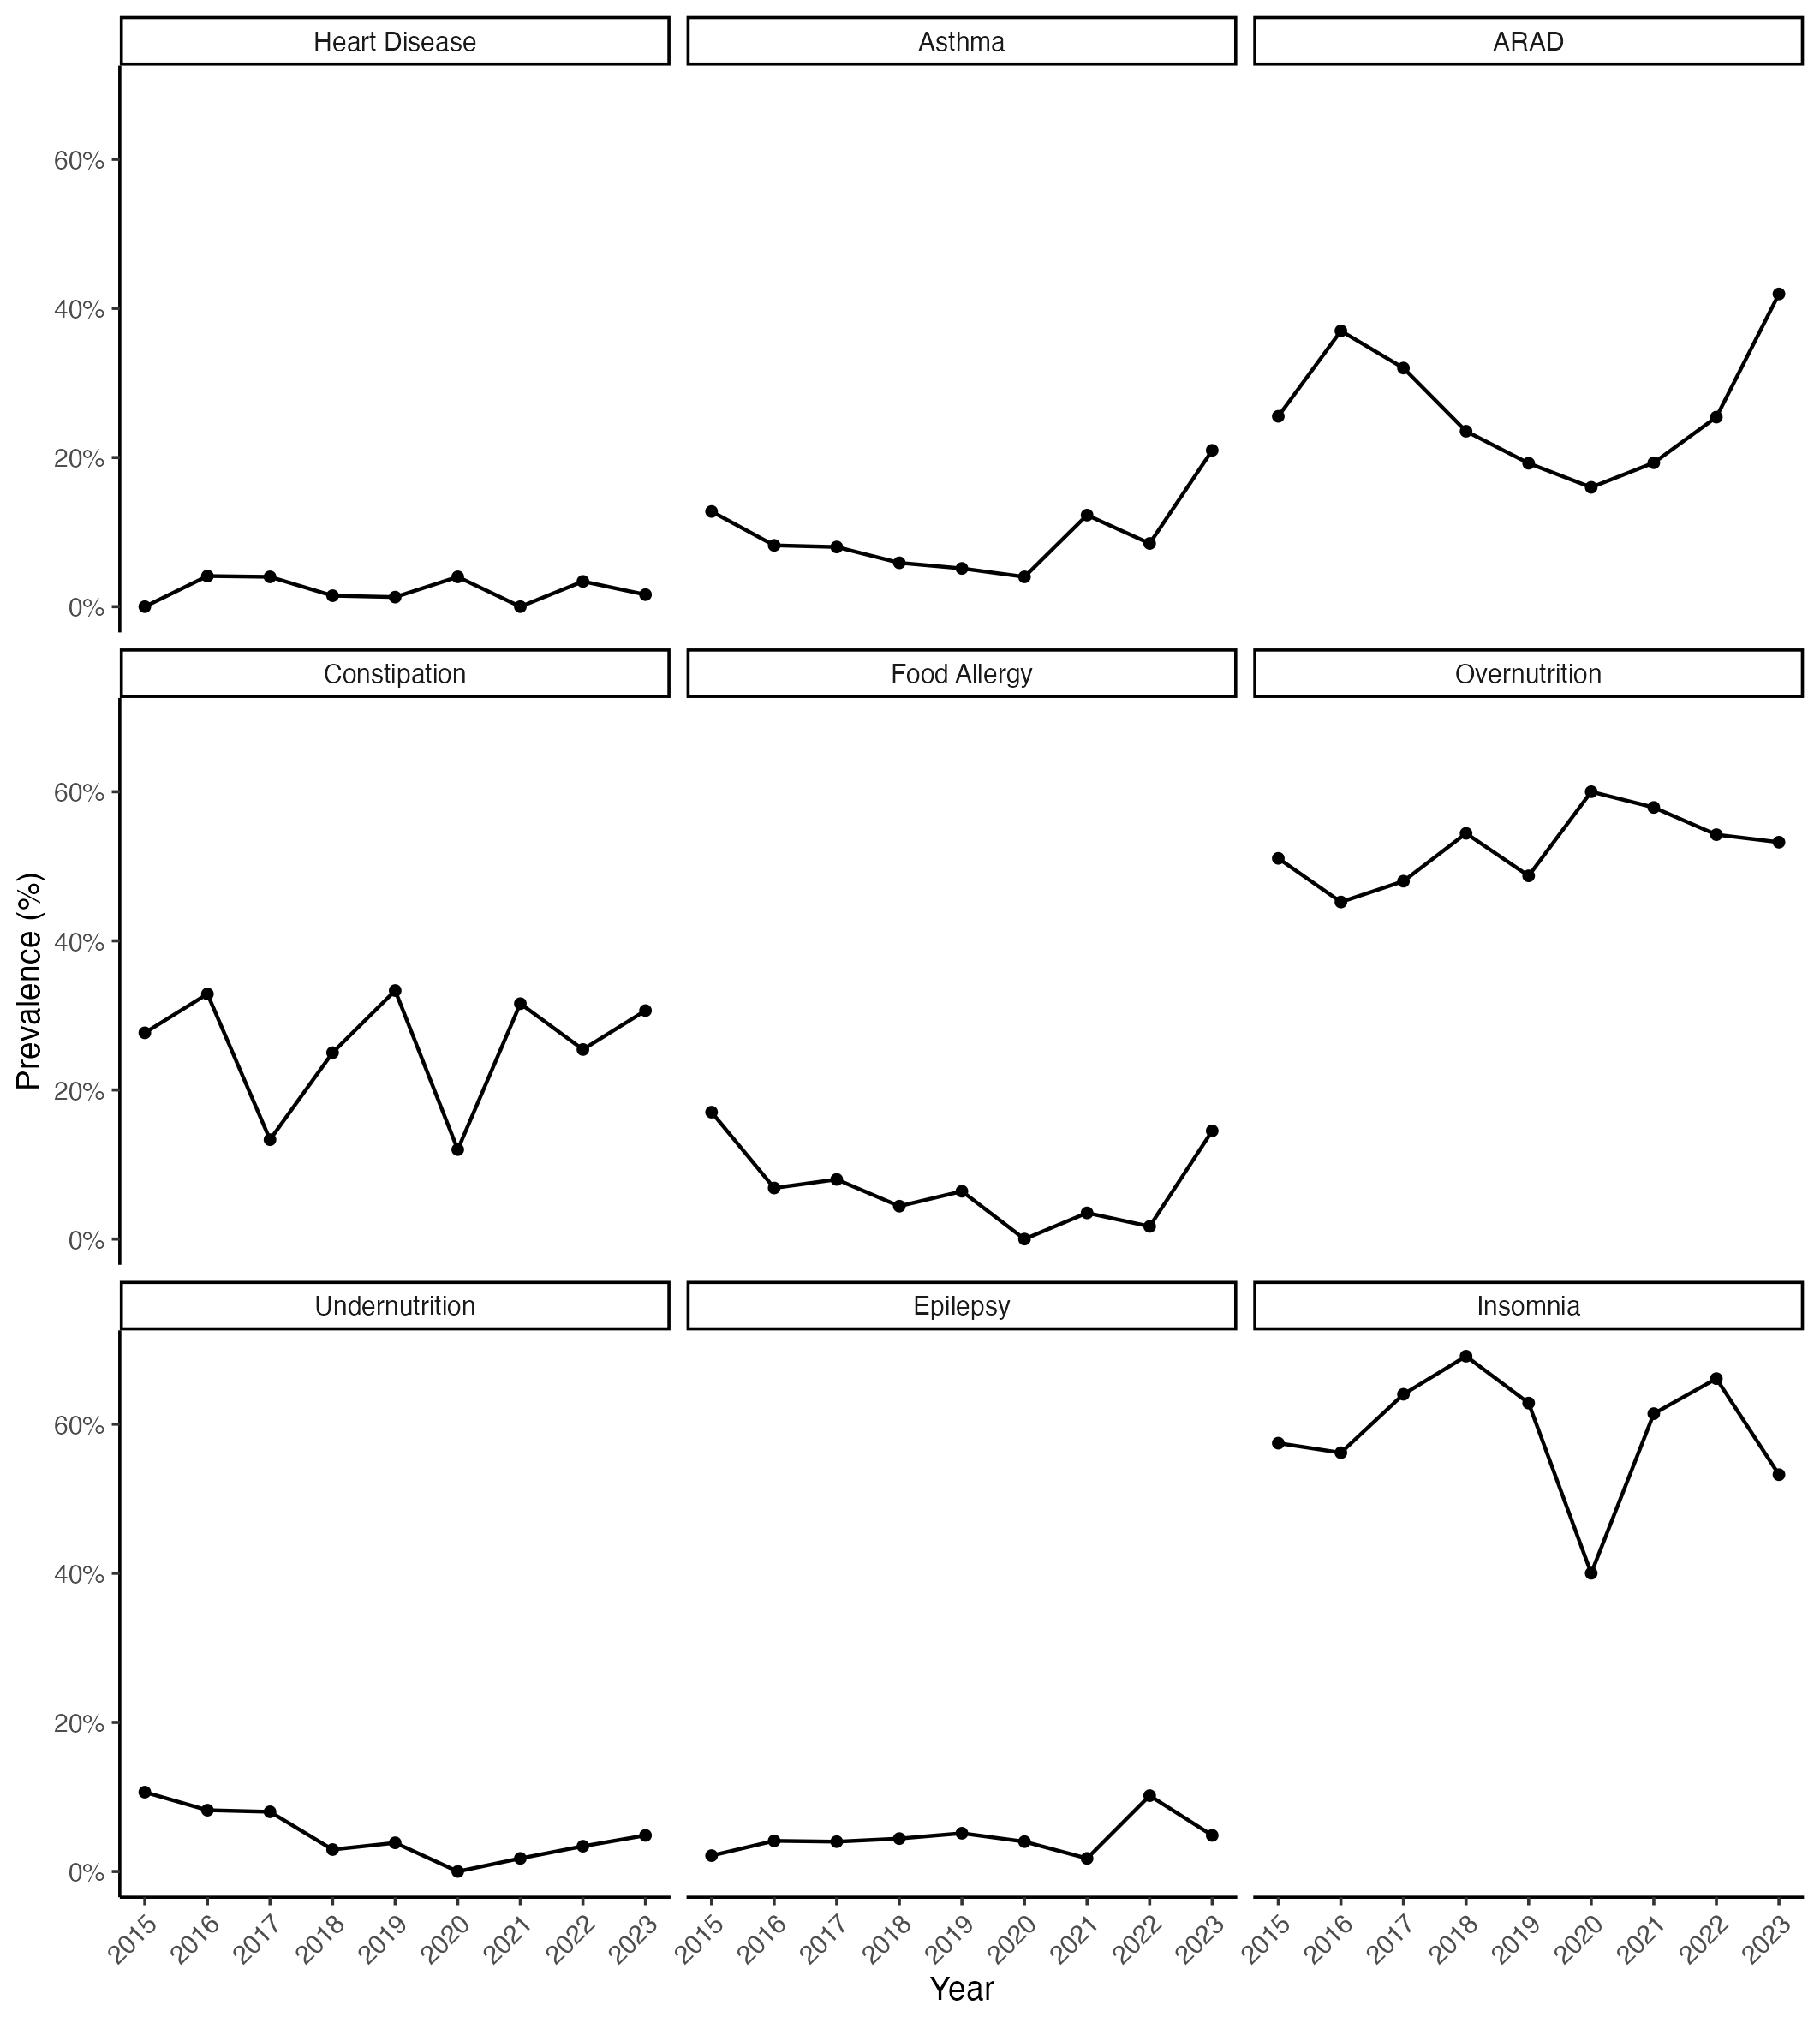 Heart Disease
Asthma
ARAD
60%
40%
20%
0%
Constipation
Food Allergy
Overnutrition
60%
40%
20%
0%
Prevalence (%)
Undernutrition
Epilepsy
Insomnia
60%
40%
20%
0%
2015 2016 2017 2018 2019 2020 2021 2022 2023
2015 2016 2017 2018 2019 2020 2021 2022 2023
2015 2016 2017 2018 2019 2020 2021 2022 2023
Year